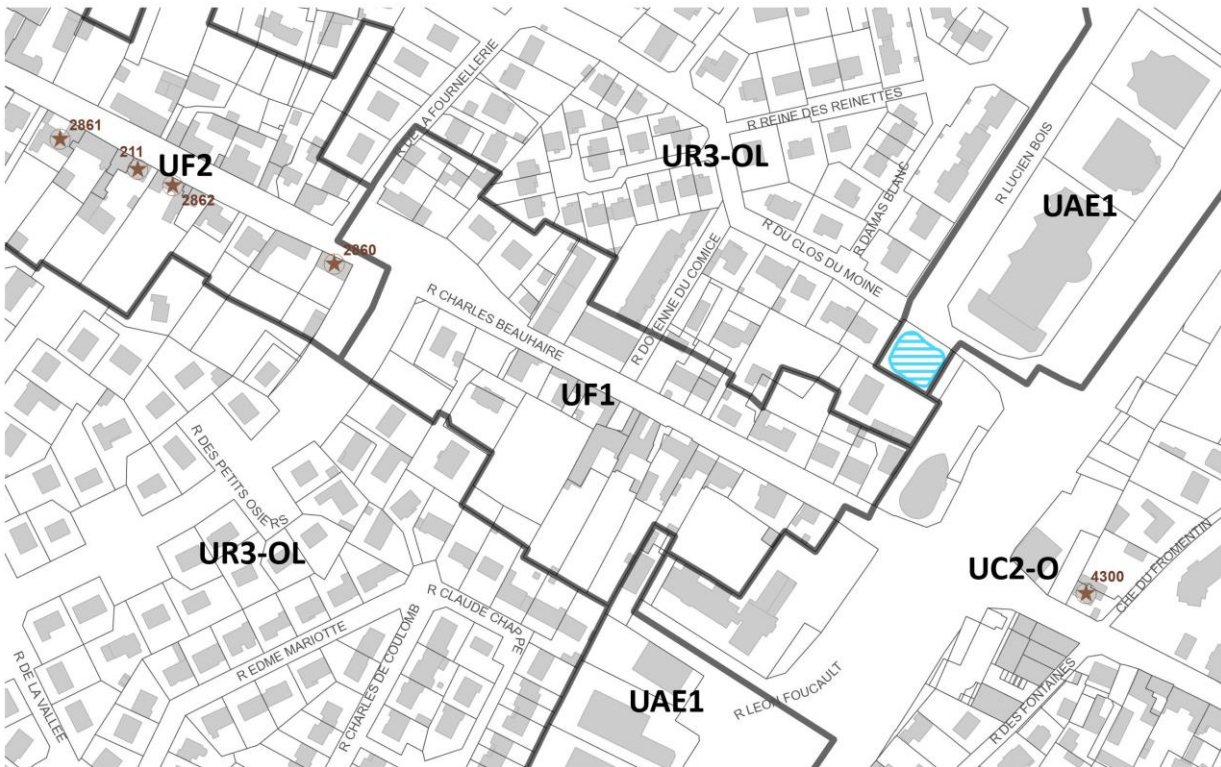 2861
211
UF2
2862
2860
R DE LA FOURNELLERIE
R REINE DES REINETTES
UR3-OL
R DAMAS BLANC
R LUCIEN BOIS
UAE1
R DU CLOS DU MOINE
R DOYENNE DU COMICE
R CHARLES BEAUHAIRE
UF1
R DES PETITS OSIERS
UR3-OL
UC2-O
4300
CHE DU FROMENTIN
R CLAUDE CHAPPE
R EDME MARIOTTE
R CHARLES DE COULOMB
R DE LA VALLEE
UAE1
R LEON FOUCAULT
R DES FONTAINES